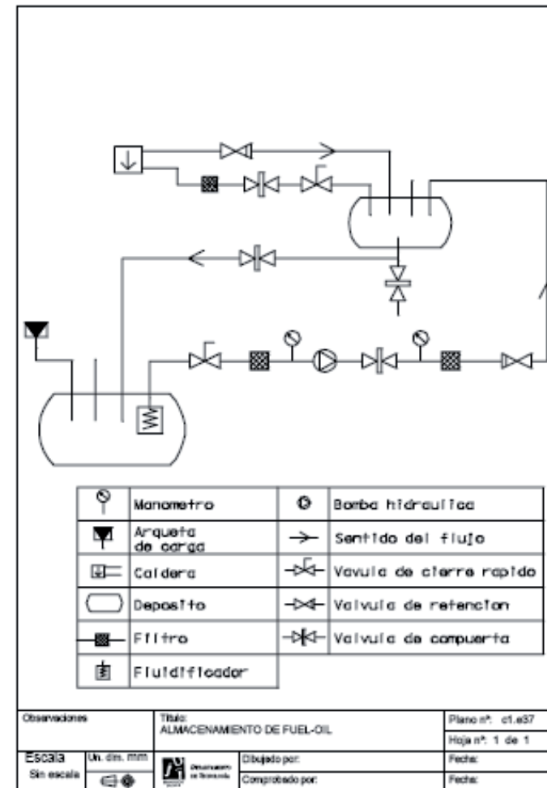 Manometro
Bomba hidraulica
Arqueta
de carga
Sentido del flujo
Caldera
Vavula de cierre rapido
Deposito
Valvula de retencion
Filtro
Valvula de compuerta
Fluidificador
Observaciones
Título:
ALMACENAMIENTO DE FUEL-OIL
Plano nº: c1.e37
Hoja nº: 1 de 1
Escala
Sin escala
Un. dim. mm
Dibujado por:
Fecha:
Comprobado por:
Fecha: